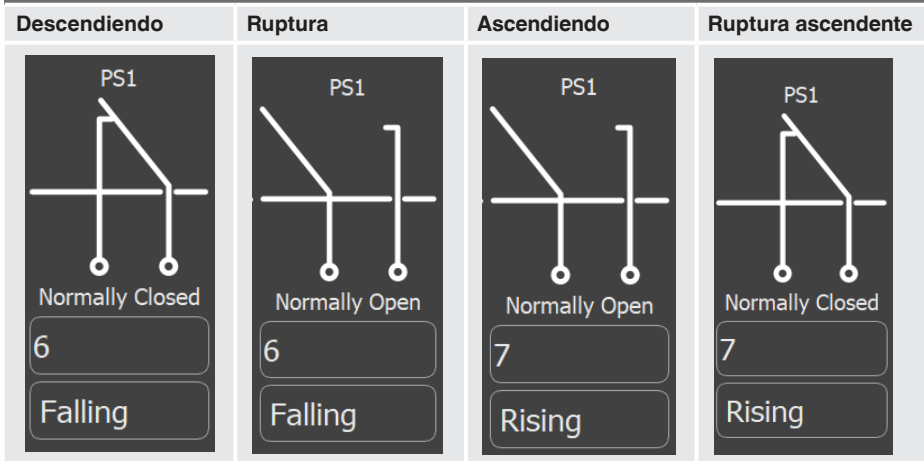 Descendiendo Ruptura Ascendiendo Ruptura ascendente
PS1 PS1 PS1 PS1
Normally Closed Normally Open Normally Open Normally Closed
6 6 7 7
Falling Falling Rising Rising